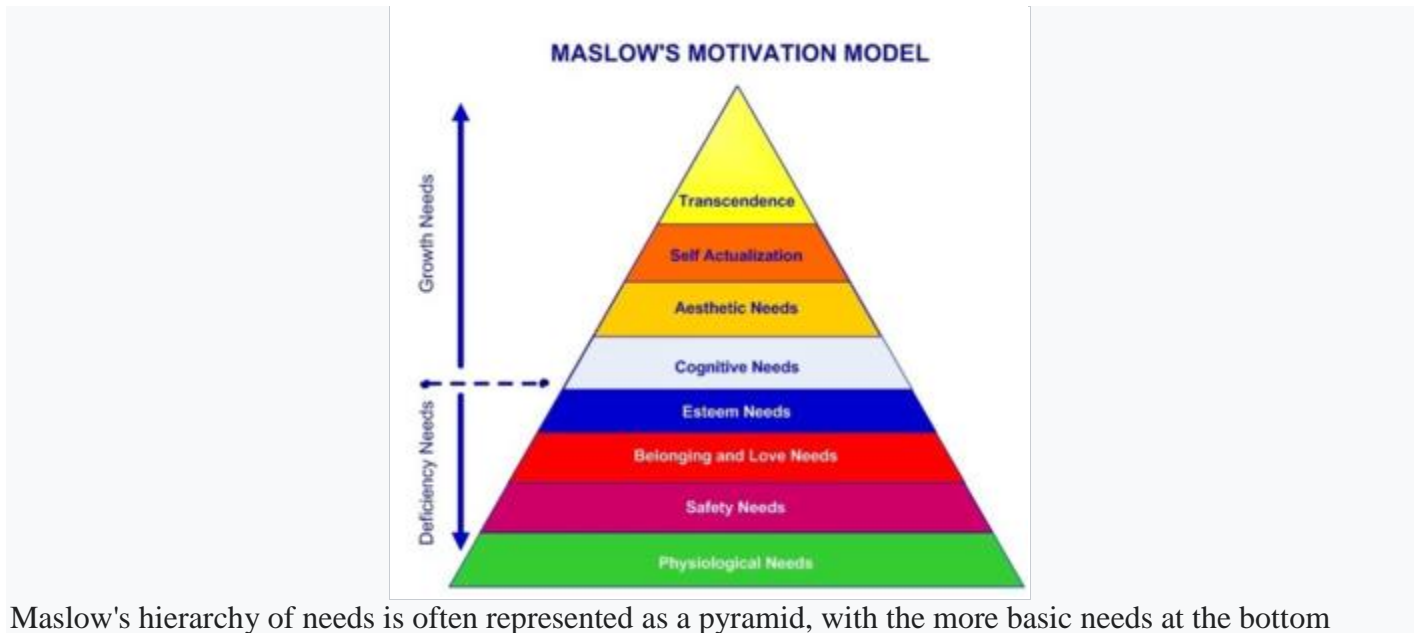 MASLOW'S MOTIVATION MODEL
Growth Needs
Deficiency Needs
Transcendence
Self Actualization
Aesthetic Needs
Cognitive Needs
Esteem Needs
Belonging and Love Needs
Safety Needs
Physiological Needs
Maslow's hierarchy of needs is often represented as a pyramid, with the more basic needs at the bottom